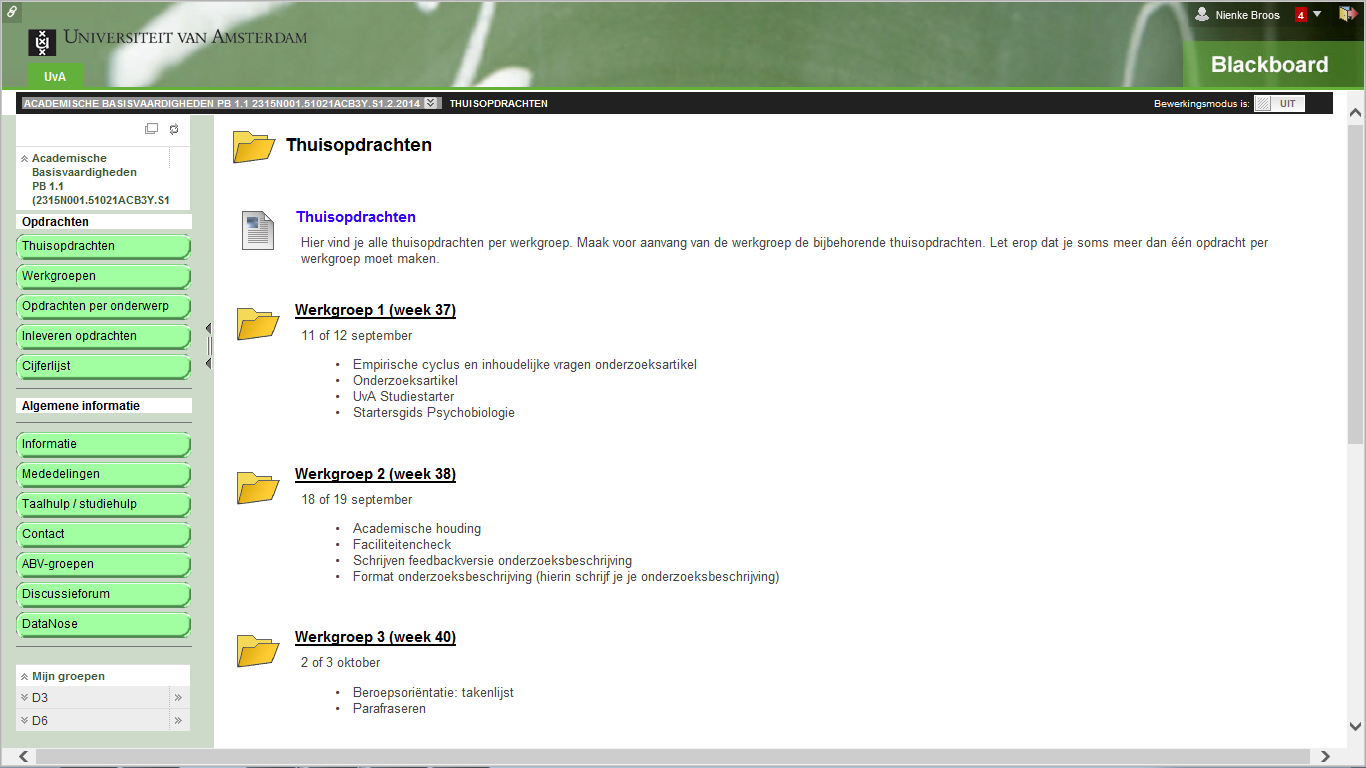 Nienke Broos 4
UNIVERSITEIT VAN AMSTERDAM
UvA
Blackboard
ACADEMISCHE BASISVAARDIGHEDEN PB 1.1 2315N001.51021ACB3Y.S1.2.2014 THUISOPDRACHTEN
Bewerkingsmodus is: UIT
Academische
Basisvaardigheden
PB 1.1
(2315N001.51021ACB3Y.S1
Opdrachten
Thuisopdrachten
Werkgroepen
Opdrachten per onderwerp
Inleveren opdrachten
Cijferlijst
Algemene informatie
Informatie
Mededelingen
Taalhulp / studiehulp
Contact
ABV-groepen
Discussieforum
DataNose
Mijn groepen
D3
D6
Thuisopdrachten
Thuisopdrachten
Hier vind je alle thuisopdrachten per werkgroep. Maak voor aanvang van de werkgroep de bijbehorende thuisopdrachten. Let erop dat je soms meer dan één opdracht per
werkgroep moet maken.
Werkgroep 1 (week 37)
11 of 12 september
• Empirische cyclus en inhoudelijke vragen onderzoeksartikel
• Onderzoeksartikel
• UvA Studiestarter
• Startersgids Psychobiologie
Werkgroep 2 (week 38)
18 of 19 september
• Academische houding
• Faciliteitencheck
• Schrijven feedbackversie onderzoeksbeschrijving
• Format onderzoeksbeschrijving (hierin schrijf je je onderzoeksbeschrijving)
Werkgroep 3 (week 40)
2 of 3 oktober
• Beroepsoriëntatie: takenlijst
• Parafraseren